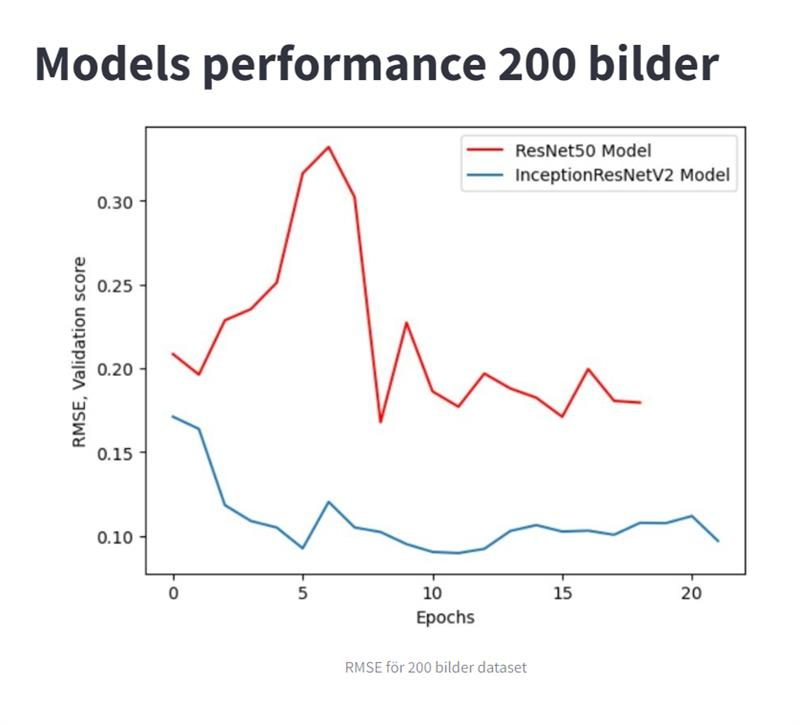 Models performance 200 bilder
ResNet50 Model
InceptionResNetV2 Model
RMSE, Validation score
0.30
0.25
0.20
0.15
0.10
0 5 10 15 20
Epochs
RMSE för 200 bilder dataset